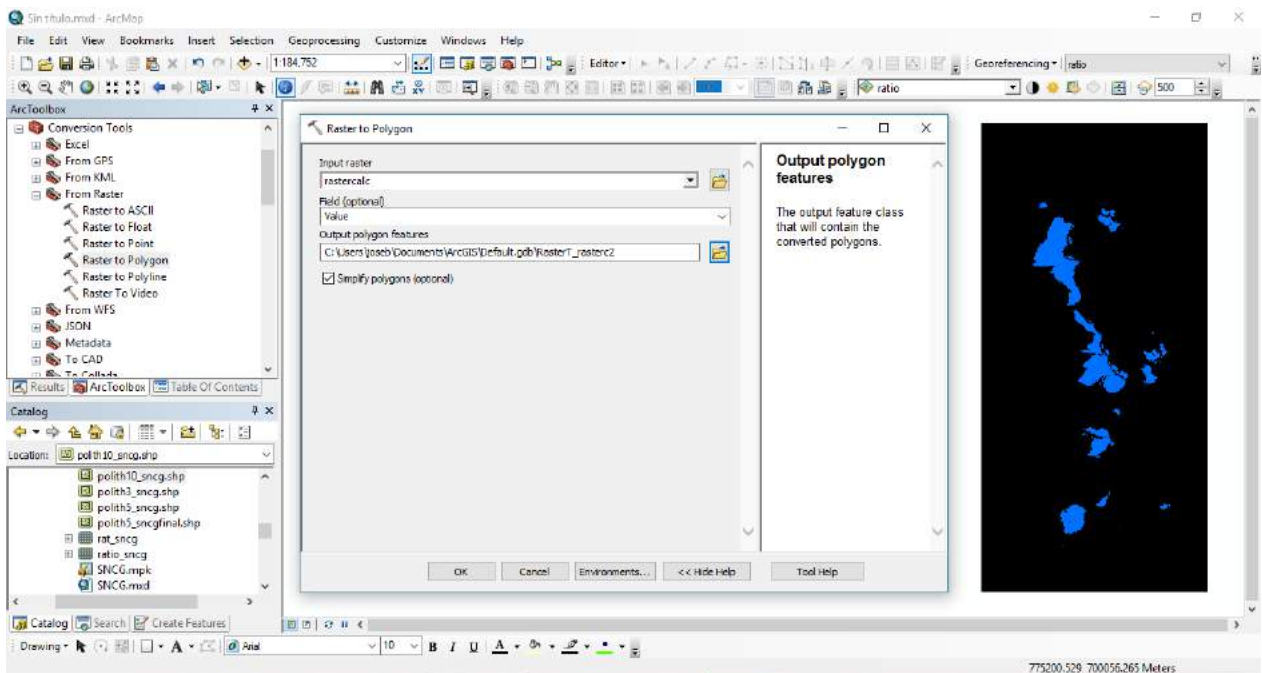 Sin título.mxd - ArcMap
File Edit View Bookmarks Insert Selection Geoprocessing Customize Windows Help
1:184.752
Editor
Georeferencing
ratio
ratio
500
ArcToolbox
Conversion Tools
Excel
From GPS
From KML
From Raster
Raster to ASCII
Raster to Float
Raster to Point
Raster to Polygon
Raster to Polyline
Raster To Video
From WFS
JSON
Metadata
To CAD
To Collada
Results ArcToolbox Table Of Contents
Catalog
Location: polith10_sncg.shp
polith10_sncg.shp
polith3_sncg.shp
polith5_sncg.shp
polith5_sncgfinal.shp
rat_sncg
ratio_sncg
SNCG.mpk
SNCG.mxd
Catalog Search Create Features
Raster to Polygon
Input raster
rastercalc
Field (optional)
Value
Output polygon features
C:\Users\joseb\Documents\ArcGIS\Default.gdb\RasterT_rasterc2
Simplify polygons (optional)
OK Cancel Environments... << Hide Help Tool Help
Output polygon
features
The output feature class
that will contain the
converted polygons.
Drawing Arial 10 B I U A
775200.529 700056.265 Meters